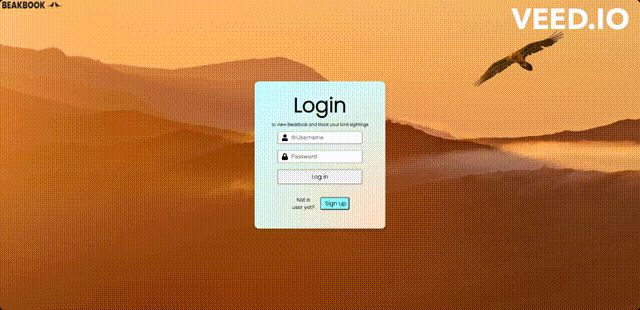 BEAKBOOK
VEED.IO
Login
to view BeakBook and track your bird sightings
@Username
Password
Log in
Not a
user yet?
Sign up